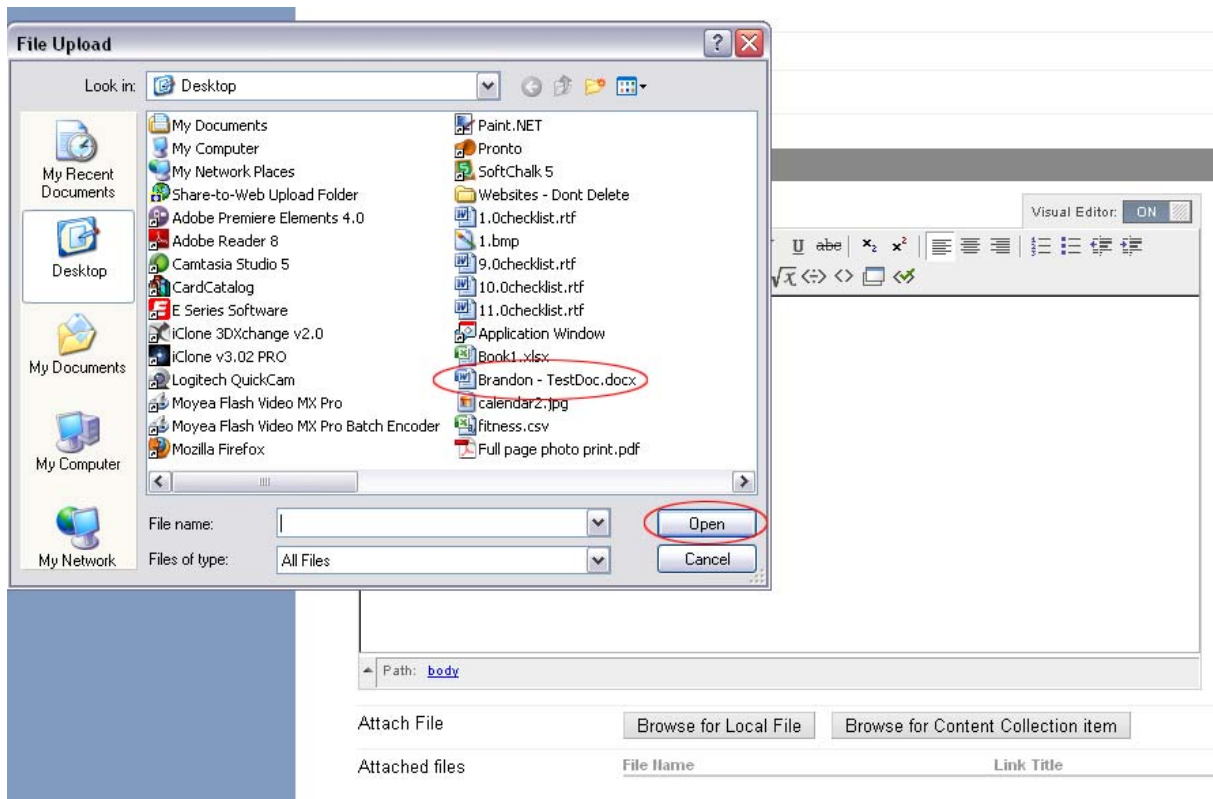 File Upload
Look in: Desktop
My Recent Documents
Desktop
My Documents
My Computer
My Network
My Documents
My Computer
My Network Places
Share-to-Web Upload Folder
Adobe Premiere Elements 4.0
Adobe Reader 8
Camtasia Studio 5
CardCatalog
E Series Software
iClone 3DXchange v2.0
iClone v3.02 PRO
Logitech QuickCam
Moyea Flash Video MX Pro
Moyea Flash Video MX Pro Batch Encoder
Mozilla Firefox
Paint.NET
Pronto
SoftChalk 5
Websites - Dont Delete
1.0checklist.rtf
1.bmp
9.0checklist.rtf
10.0checklist.rtf
11.0checklist.rtf
Application Window
Book1.xlsx
Brandon - TestDoc.docx
calendar2.jpg
fitness.csv
Full page photo print.pdf
File name:
Open
Files of type: All Files
Cancel
Visual Editor: ON
U abc x₂ x²
Path: body
Attach File Browse for Local File Browse for Content Collection item
Attached files File Name Link Title